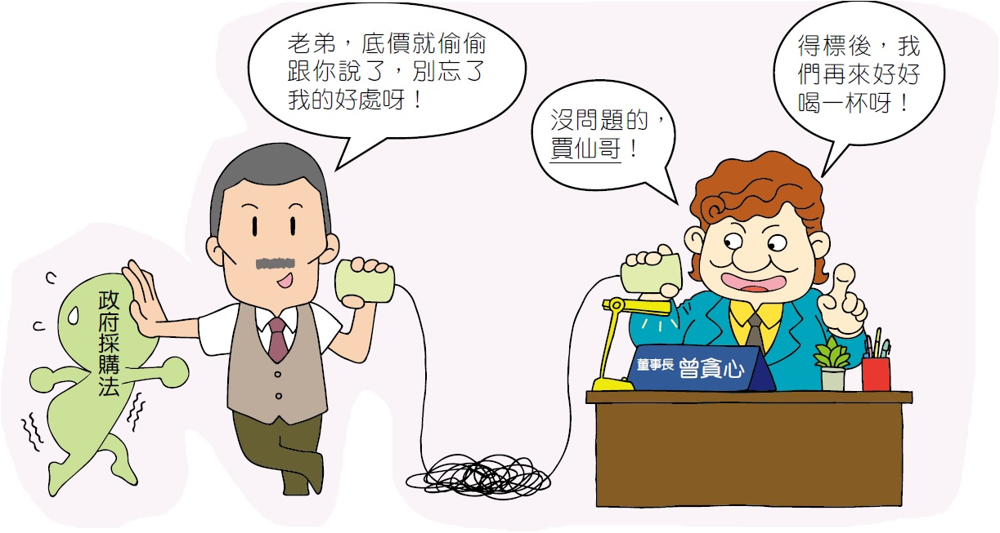 老弟，底價就偷偷
跟你說了，別忘了
我的好處呀！
沒問題的，
賈仙哥！
得標後，我
們再來好好
喝一杯呀！
政府採購法
董事長 曾貪心